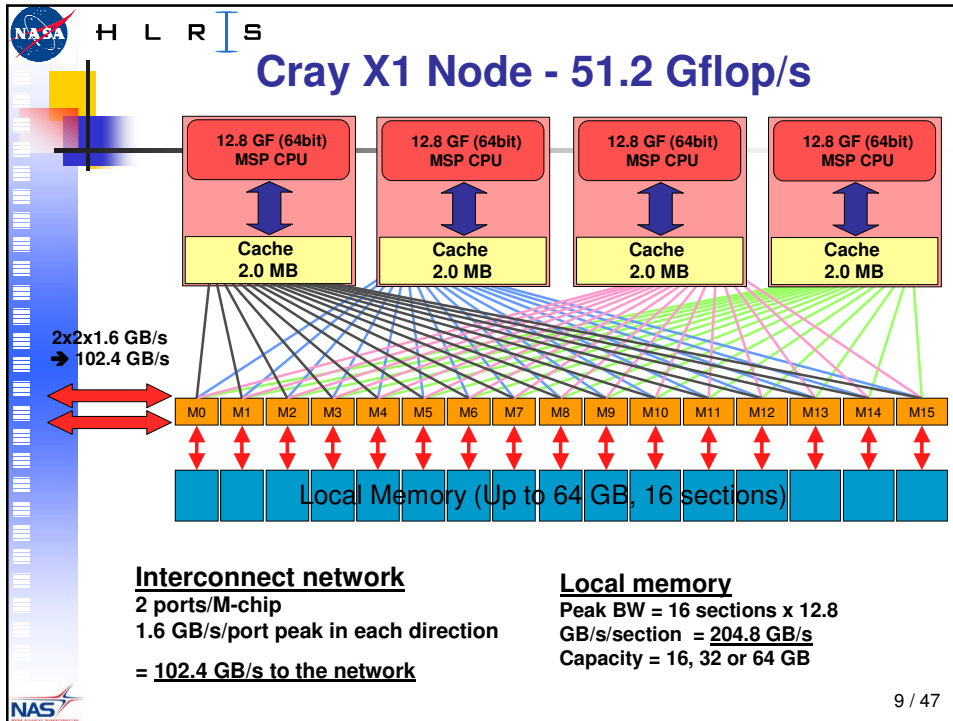 NASA
H L R I S
Cray X1 Node - 51.2 Gflop/s
12.8 GF (64bit)
MSP CPU
12.8 GF (64bit)
MSP CPU
12.8 GF (64bit)
MSP CPU
12.8 GF (64bit)
MSP CPU
Cache
2.0 MB
Cache
2.0 MB
Cache
2.0 MB
Cache
2.0 MB
2x2x1.6 GB/s
➔ 102.4 GB/s
M0 M1 M2 M3 M4 M5 M6 M7 M8 M9 M10 M11 M12 M13 M14 M15
Local Memory (Up to 64 GB, 16 sections)
Interconnect network
2 ports/M-chip
1.6 GB/s/port peak in each direction
= 102.4 GB/s to the network
Local memory
Peak BW = 16 sections x 12.8
GB/s/section = 204.8 GB/s
Capacity = 16, 32 or 64 GB
NAS
9 / 47